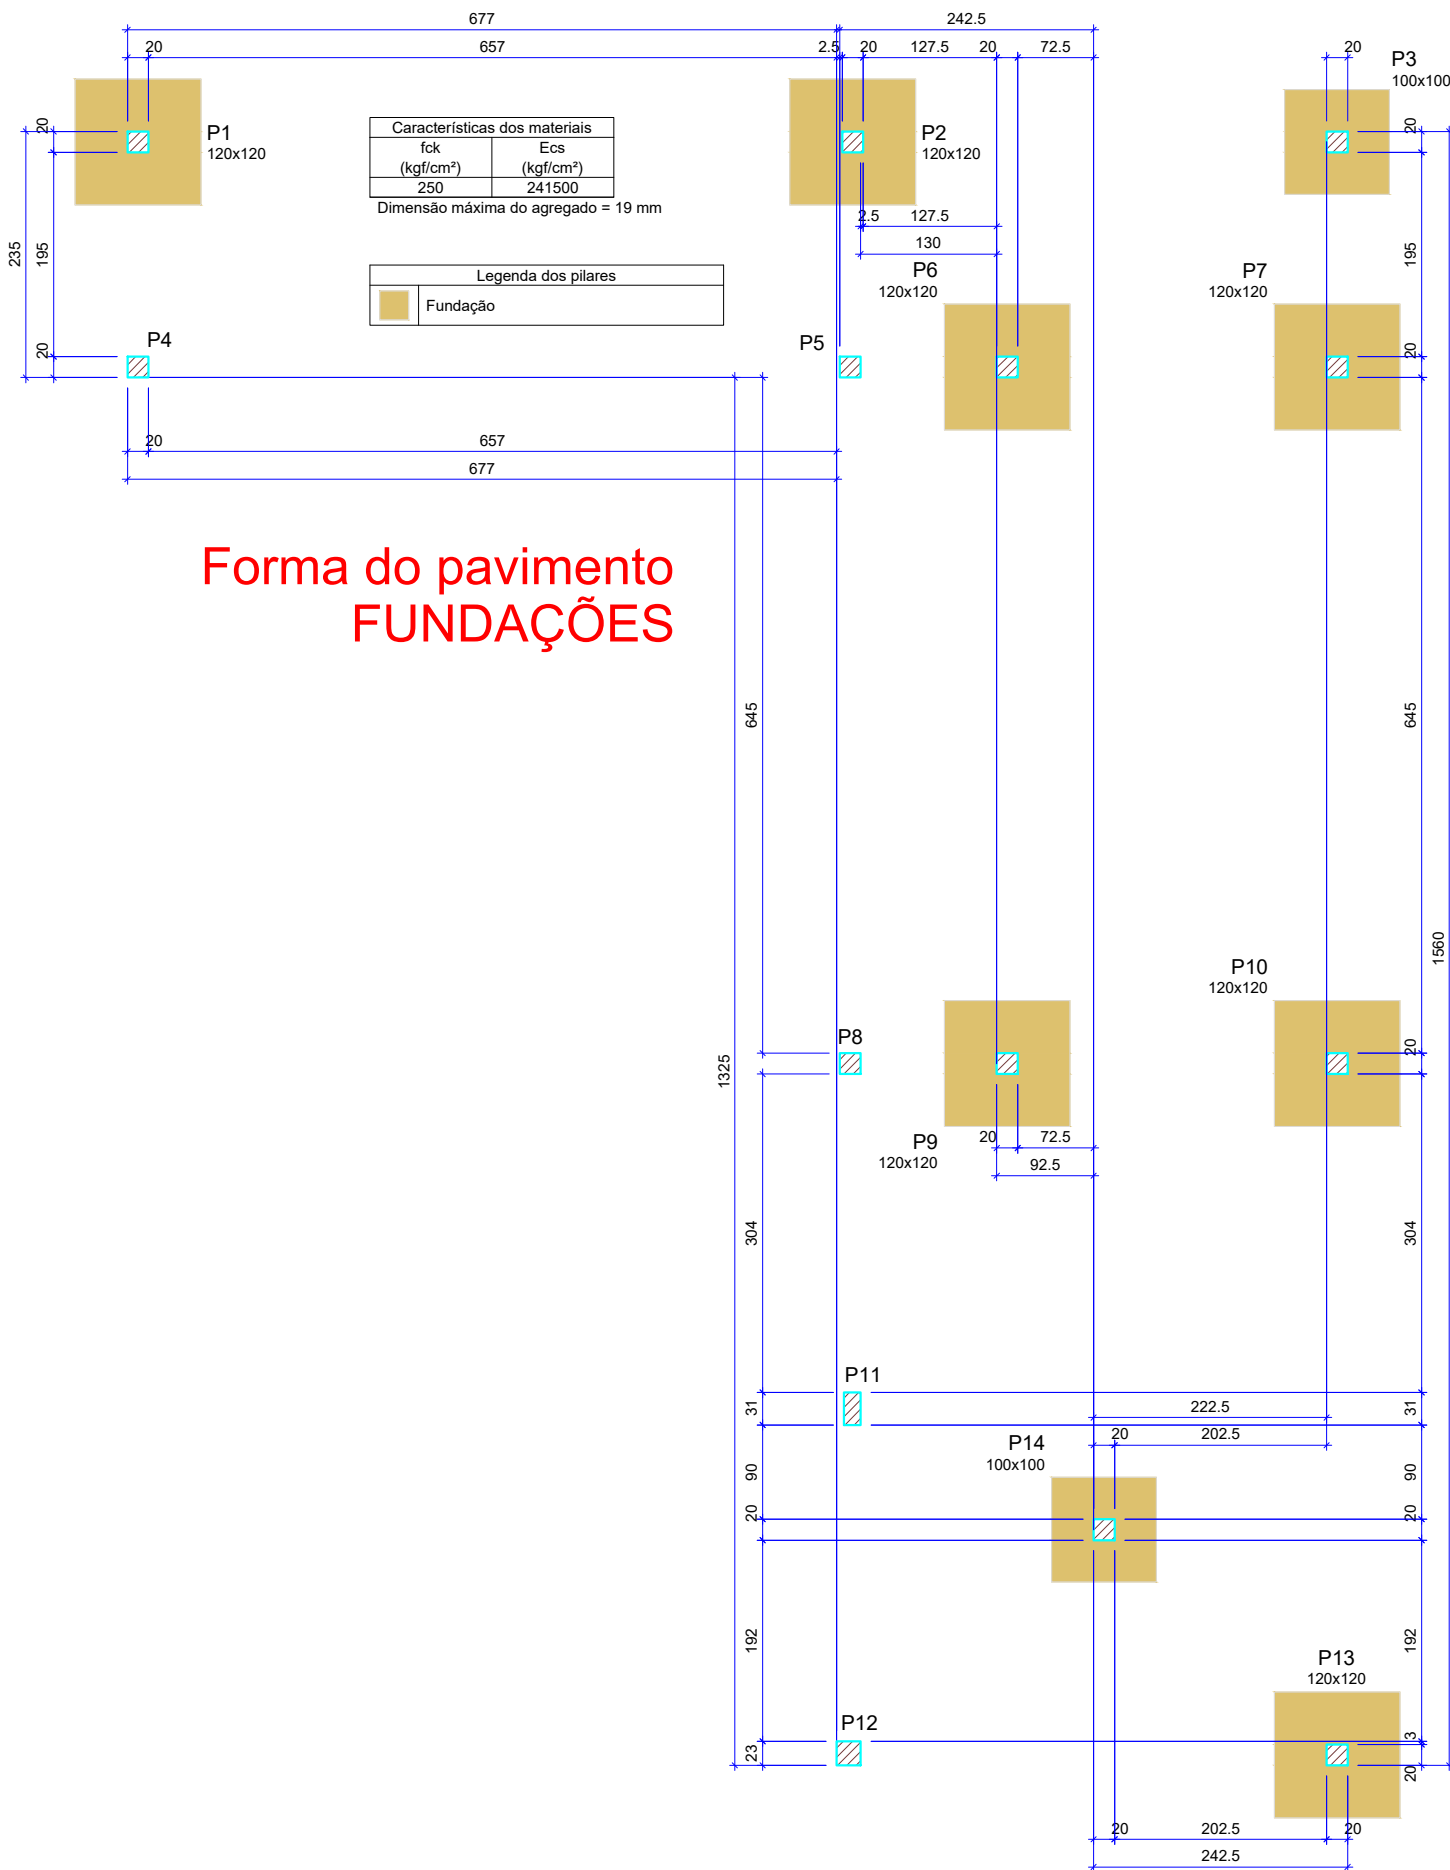 677
242.5
20
657
2.5
20
127.5
20
72.5
20
P3
100x100
P1
120x120
P2
120x120
20
20
Características dos materiais
fck
(kgf/cm²)
Ecs
(kgf/cm²)
250
241500
Dimensão máxima do agregado = 19 mm
2.5
127.5
130
235
195
195
P6
120x120
P7
120x120
Legenda dos pilares
Fundação
P4
P5
20
20
20
657
677
Forma do pavimento
FUNDAÇÕES
645
645
1560
P10
120x120
P8
20
1325
P9
120x120
20
72.5
92.5
304
304
P11
31
222.5
31
P14
100x100
20
202.5
90
90
20
20
192
192
P13
120x120
P12
23
3
20
20
202.5
20
242.5